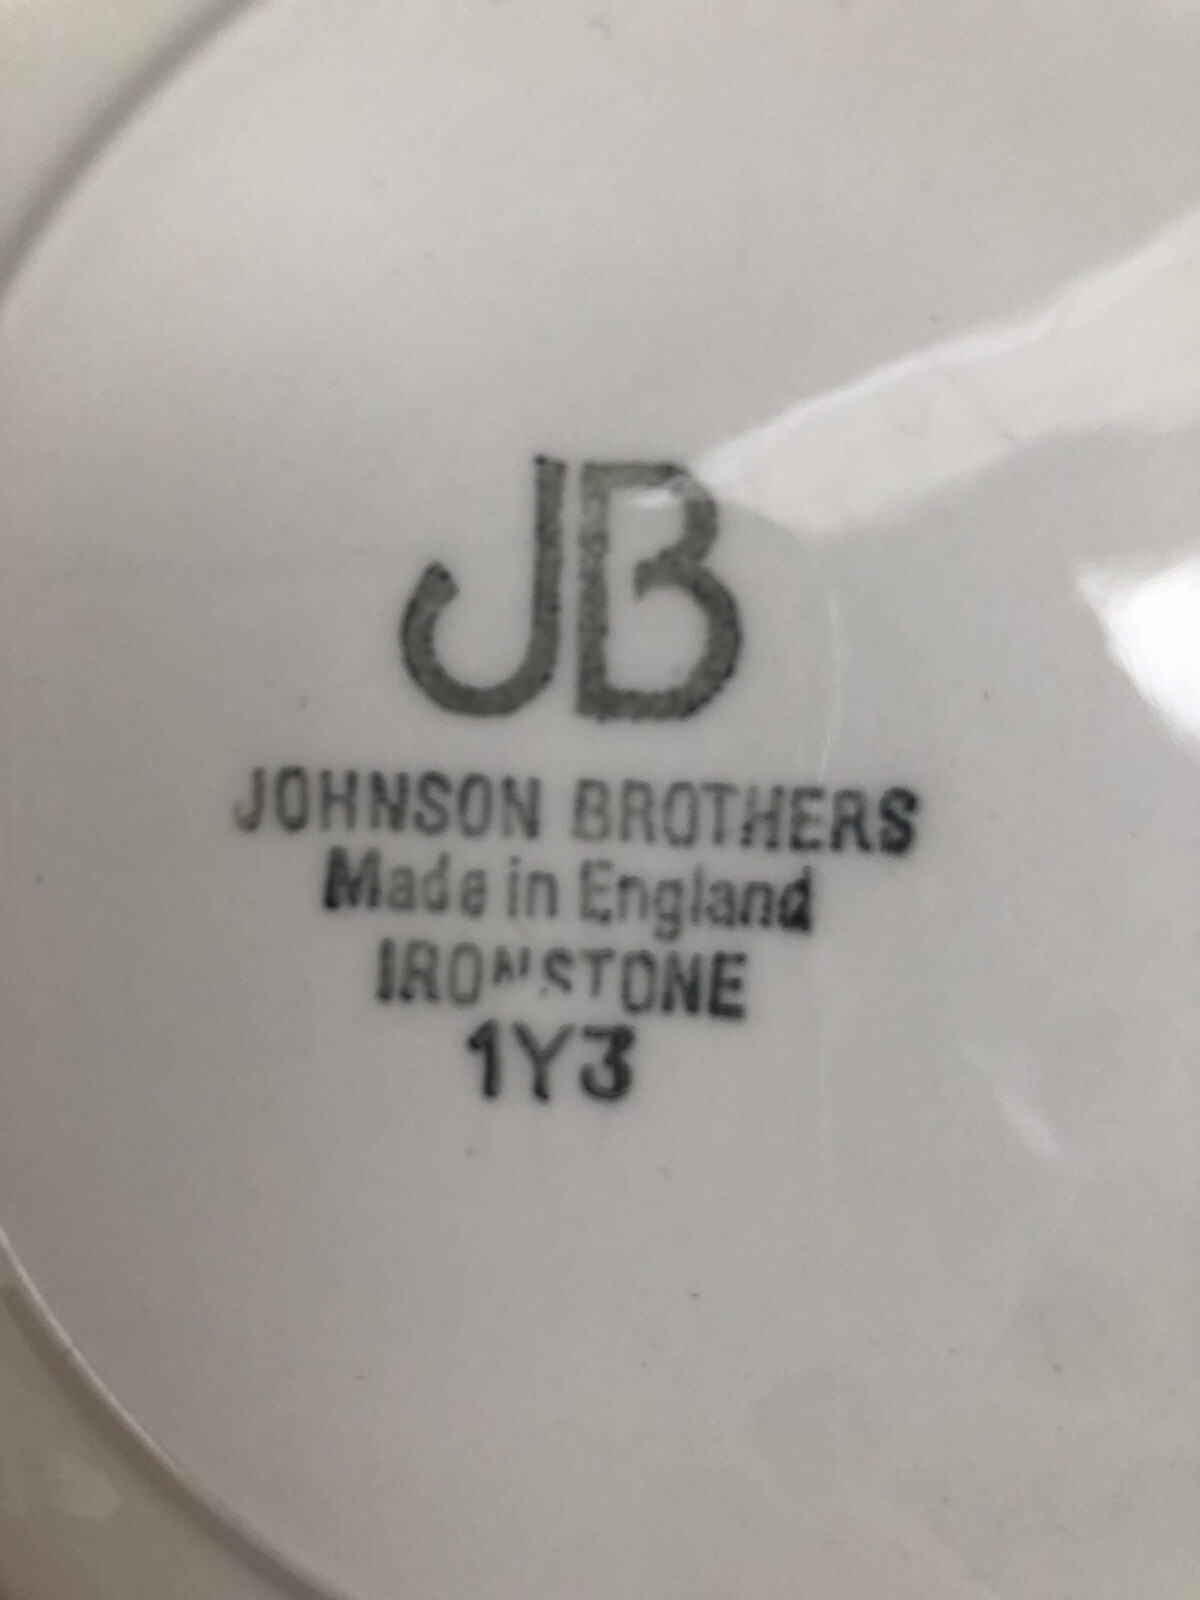 JB
JOHNSON BROTHERS
Made in England
IRONSTONE
1Y3